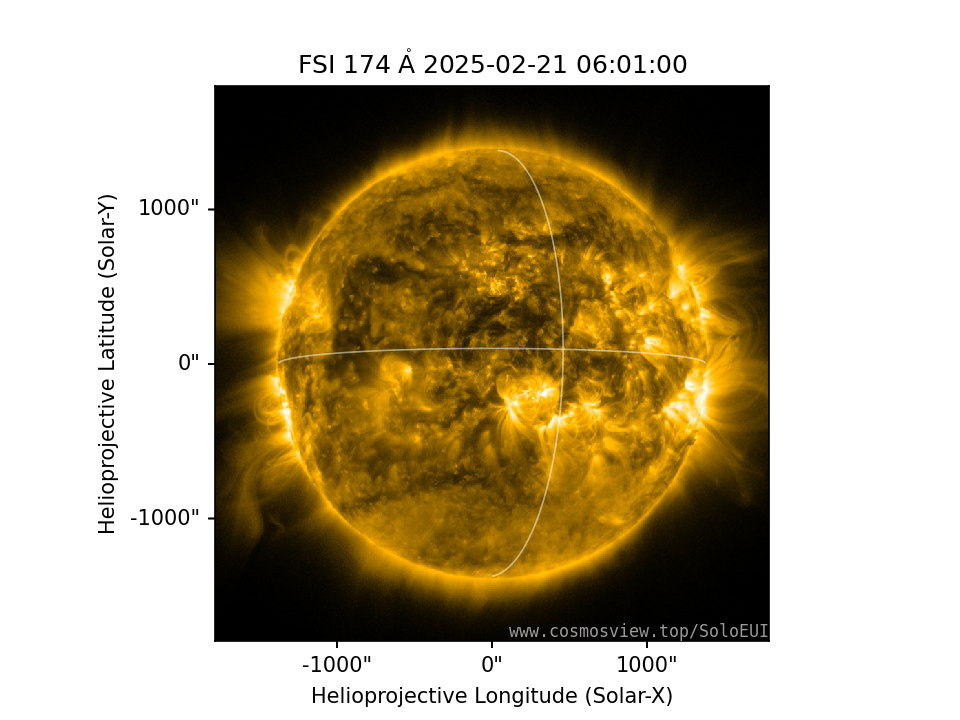 FSI 174 Å 2025-02-21 06:01:00
Helioprojective Latitude (Solar-Y)
1000"
0"
-1000"
www.cosmosview.top/SoloEUI
-1000" 0" 1000"
Helioprojective Longitude (Solar-X)